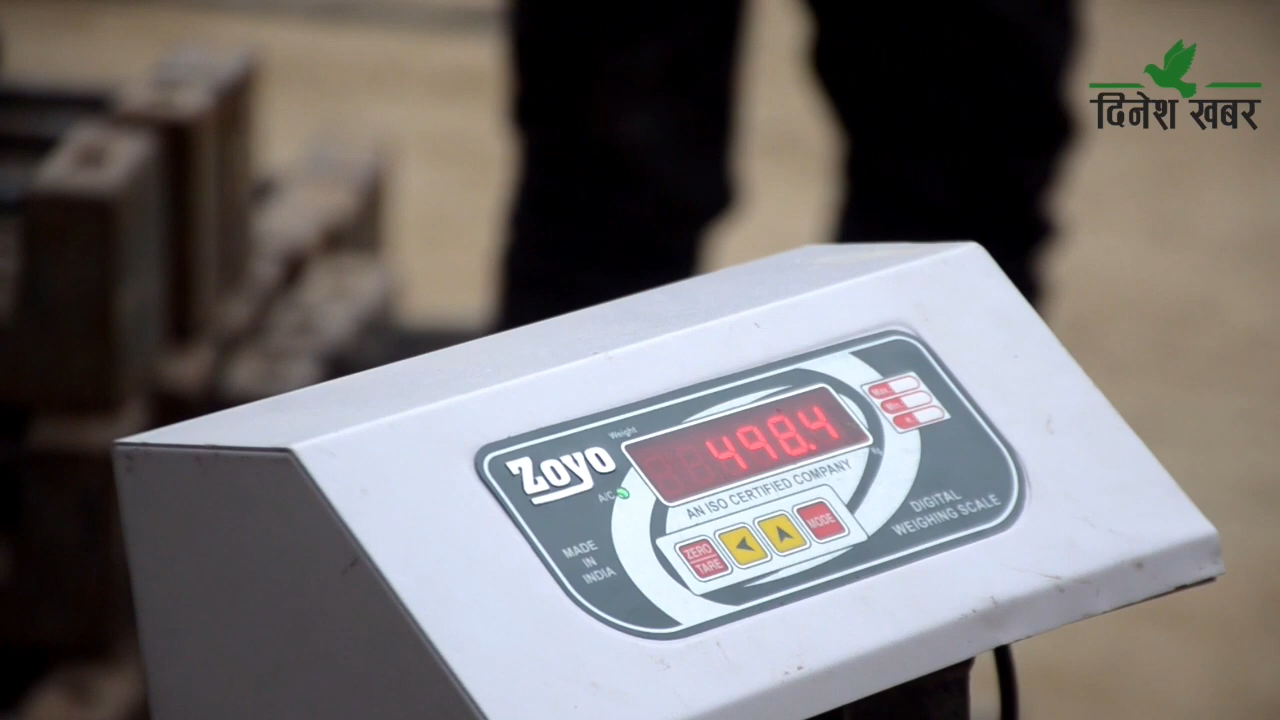 दिनेश खबर
Weight
498.4
Zoyo
A/C
AN ISO CERTIFIED COMPANY
ZERO
TARE
MODE
MADE
IN
INDIA
DIGITAL
WEIGHING SCALE